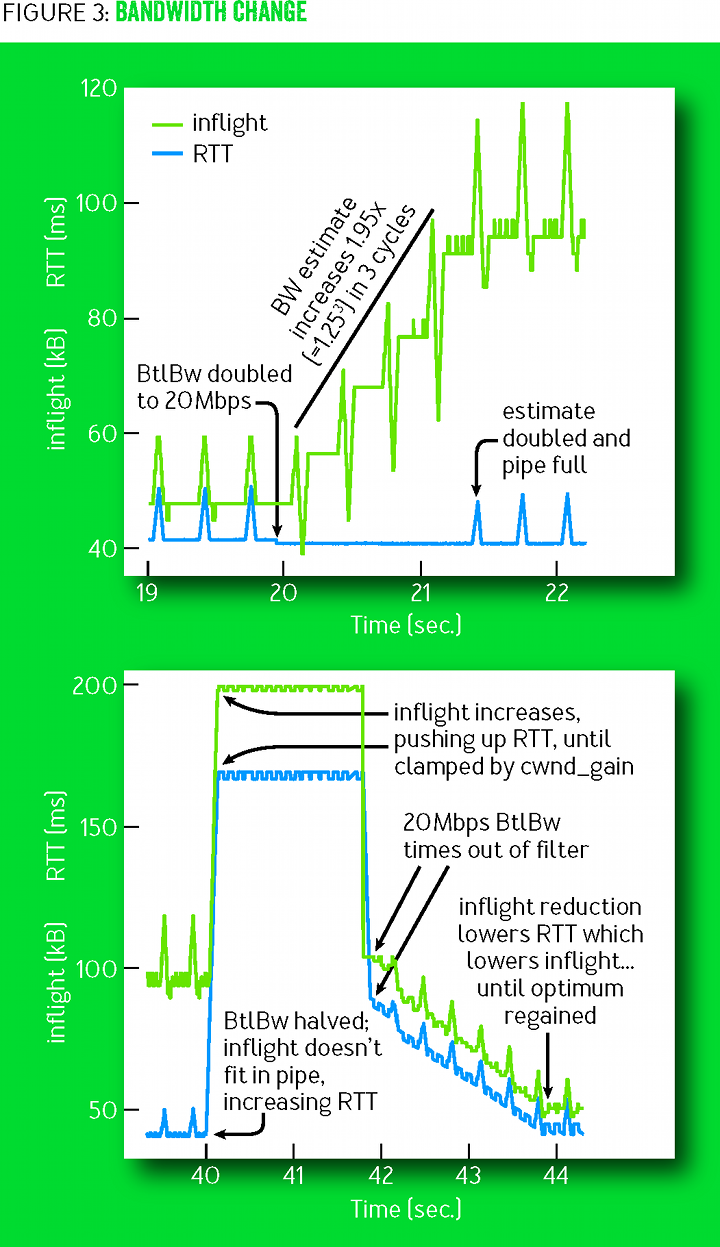 FIGURE 3: BANDWIDTH CHANGE
120
100
80
60
40
RTT (ms)
inflight (kB)
inflight
RTT
BW estimate
increases 1.95x
(=1.25³) in 3 cycles
BtlBw doubled
to 20Mbps
estimate
doubled and
pipe full
19
20
21
22
Time (sec.)
200
150
100
50
RTT (ms)
inflight (kB)
inflight increases,
pushing up RTT, until
clamped by cwnd_gain
20Mbps BtlBw
times out of filter
inflight reduction
lowers RTT which
lowers inflight...
until optimum
regained
BtlBw halved;
inflight doesn't
fit in pipe,
increasing RTT
40
41
42
43
44
Time (sec.)